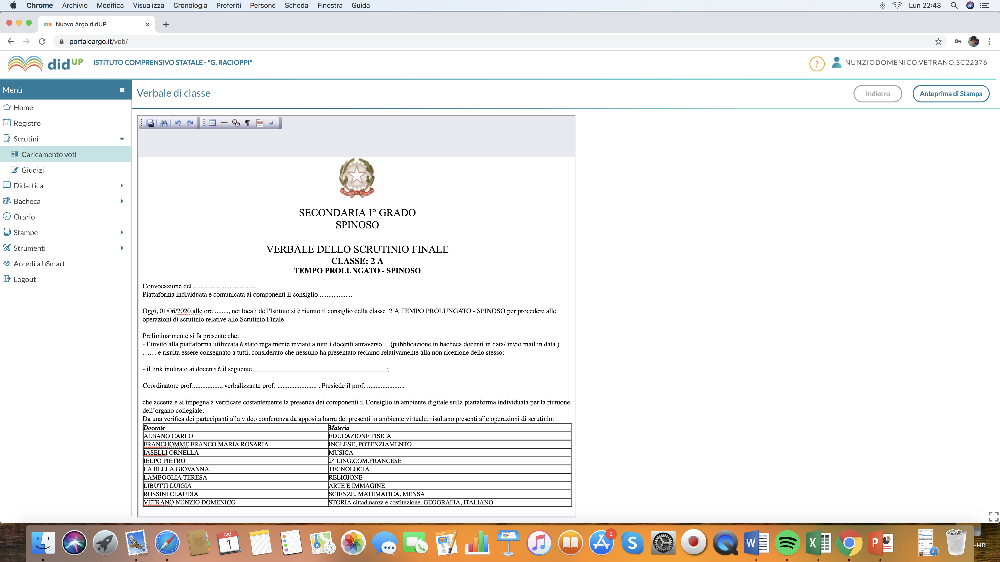 Chrome Archivio Modifica Visualizza Cronologia Preferiti Persone Scheda Finestra Guida Lun 22:43
Nuovo Argo didUP
portaleargo.it/voti/
didUP ISTITUTO COMPRENSIVO STATALE - "G. RACIOPPI" ? NUNZIODOMENICO.VETRANO.SC22376
Menù
Home
Registro
Scrutini
Caricamento voti
Giudizi
Didattica
Bacheca
Orario
Stampe
Strumenti
Accedi a bSmart
Logout
Verbale di classe Indietro Anteprima di Stampa
REPVBBLICA ITALIANA
SECONDARIA I° GRADO
SPINOSO
VERBALE DELLO SCRUTINIO FINALE
CLASSE: 2 A
TEMPO PROLUNGATO - SPINOSO
Convocazione del......................................
Piattaforma individuata e comunicata ai componenti il consiglio....................
Oggi, 01/06/2020,alle ore ........, nei locali dell'Istituto si è riunito il consiglio della classe 2 A TEMPO PROLUNGATO - SPINOSO per procedere alle
operazioni di scrutinio relative allo Scrutinio Finale.
Preliminarmente si fa presente che:
- l’invito alla piattaforma utilizzata è stato regalmente inviato a tutti i docenti attraverso …(pubblicazione in bacheca docenti in data/ invio mail in data )
…… e risulta essere consegnato a tutti, considerato che nessuno ha presentato reclamo relativamente alla non ricezione dello stesso;
- il link inoltrato ai docenti è il seguente ______________________________________;
Coordinatore prof................., verbalizzante prof. ....................... . Presiede il prof. ......................
che accetta e si impegna a verificare costantemente la presenza dei componenti il Consiglio in ambiente digitale sulla piattaforma individuata per la riunione
dell’organo collegiale.
Da una verifica dei partecipanti alla video conferenza da apposita barra dei presenti in ambiente virtuale, risultano presenti alle operazioni di scrutinio:
Docente Materia
ALBANO CARLO EDUCAZIONE FISICA
FRANCHOMME FRANCO MARIA ROSARIA INGLESE, POTENZIAMENTO
IASELLI ORNELLA MUSICA
IELPO PIETRO 2^ LING.COM.FRANCESE
LA BELLA GIOVANNA TECNOLOGIA
LAMBOGLIA TERESA RELIGIONE
LIBUTTI LUIGIA ARTE E IMMAGINE
ROSSINI CLAUDIA SCIENZE, MATEMATICA, MENSA
VETRANO NUNZIO DOMENICO STORIA cittadinanza e costituzione, GEOGRAFIA, ITALIANO
GIU
1
3D
PAGES
2
S
W
X
P
-HD